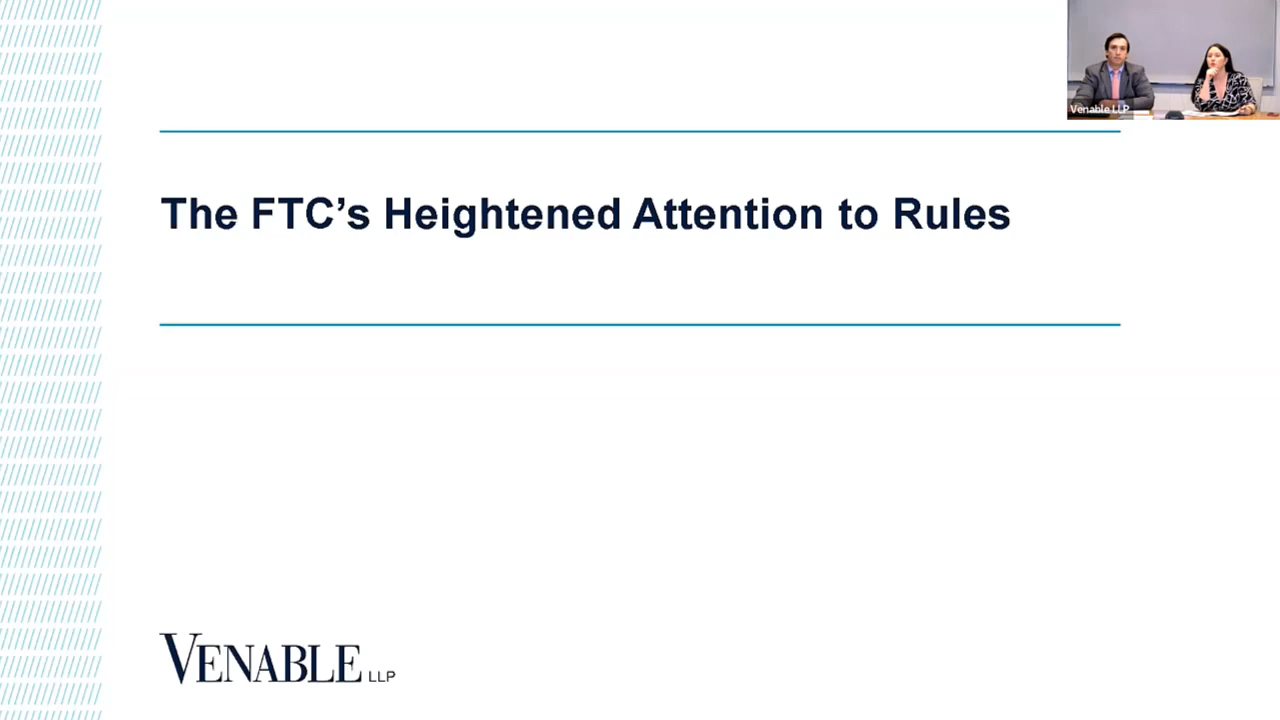 Venable LLP
The FTC's Heightened Attention to Rules
VENABLE LLP